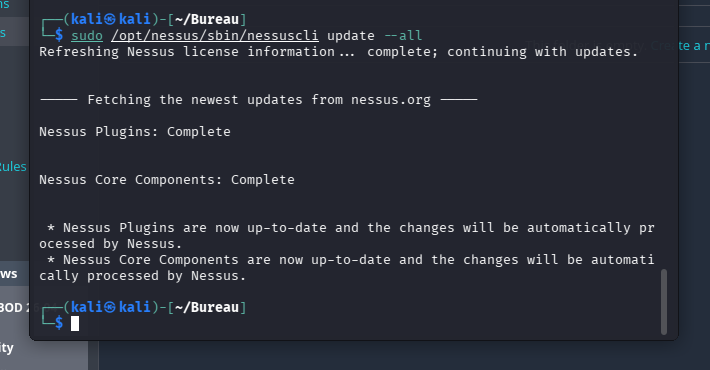 ns
┌──(kali㉿kali)-[~/Bureau]
s
└─$ sudo /opt/nessus/sbin/nessuscli update --all
Refreshing Nessus license information... complete; continuing with updates.
----- Fetching the newest updates from nessus.org -----
Nessus Plugins: Complete
Rules
Nessus Core Components: Complete
* Nessus Plugins are now up-to-date and the changes will be automatically pr
ocessed by Nessus.
* Nessus Core Components are now up-to-date and the changes will be automati
ws
cally processed by Nessus.
BOD 2
┌──(kali㉿kali)-[~/Bureau]
└─$
ity